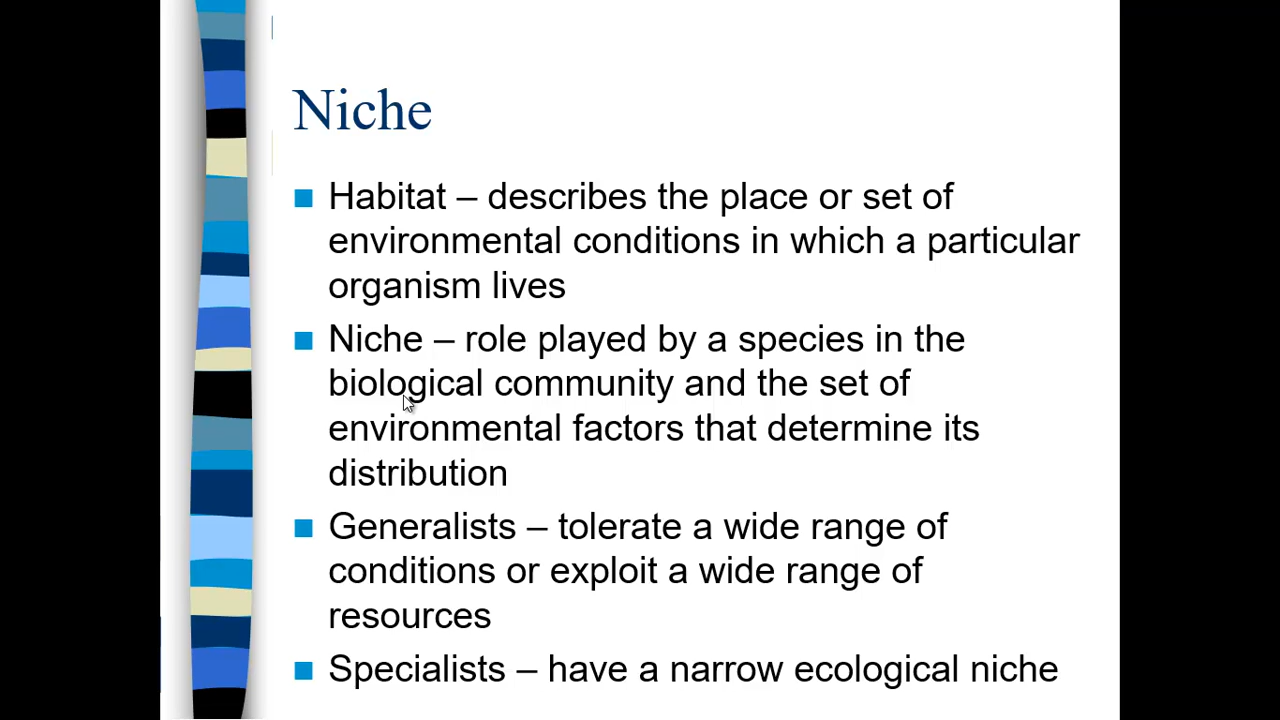 Niche
Habitat – describes the place or set of
environmental conditions in which a particular
organism lives
Niche – role played by a species in the
biological community and the set of
environmental factors that determine its
distribution
Generalists – tolerate a wide range of
conditions or exploit a wide range of
resources
Specialists – have a narrow ecological niche